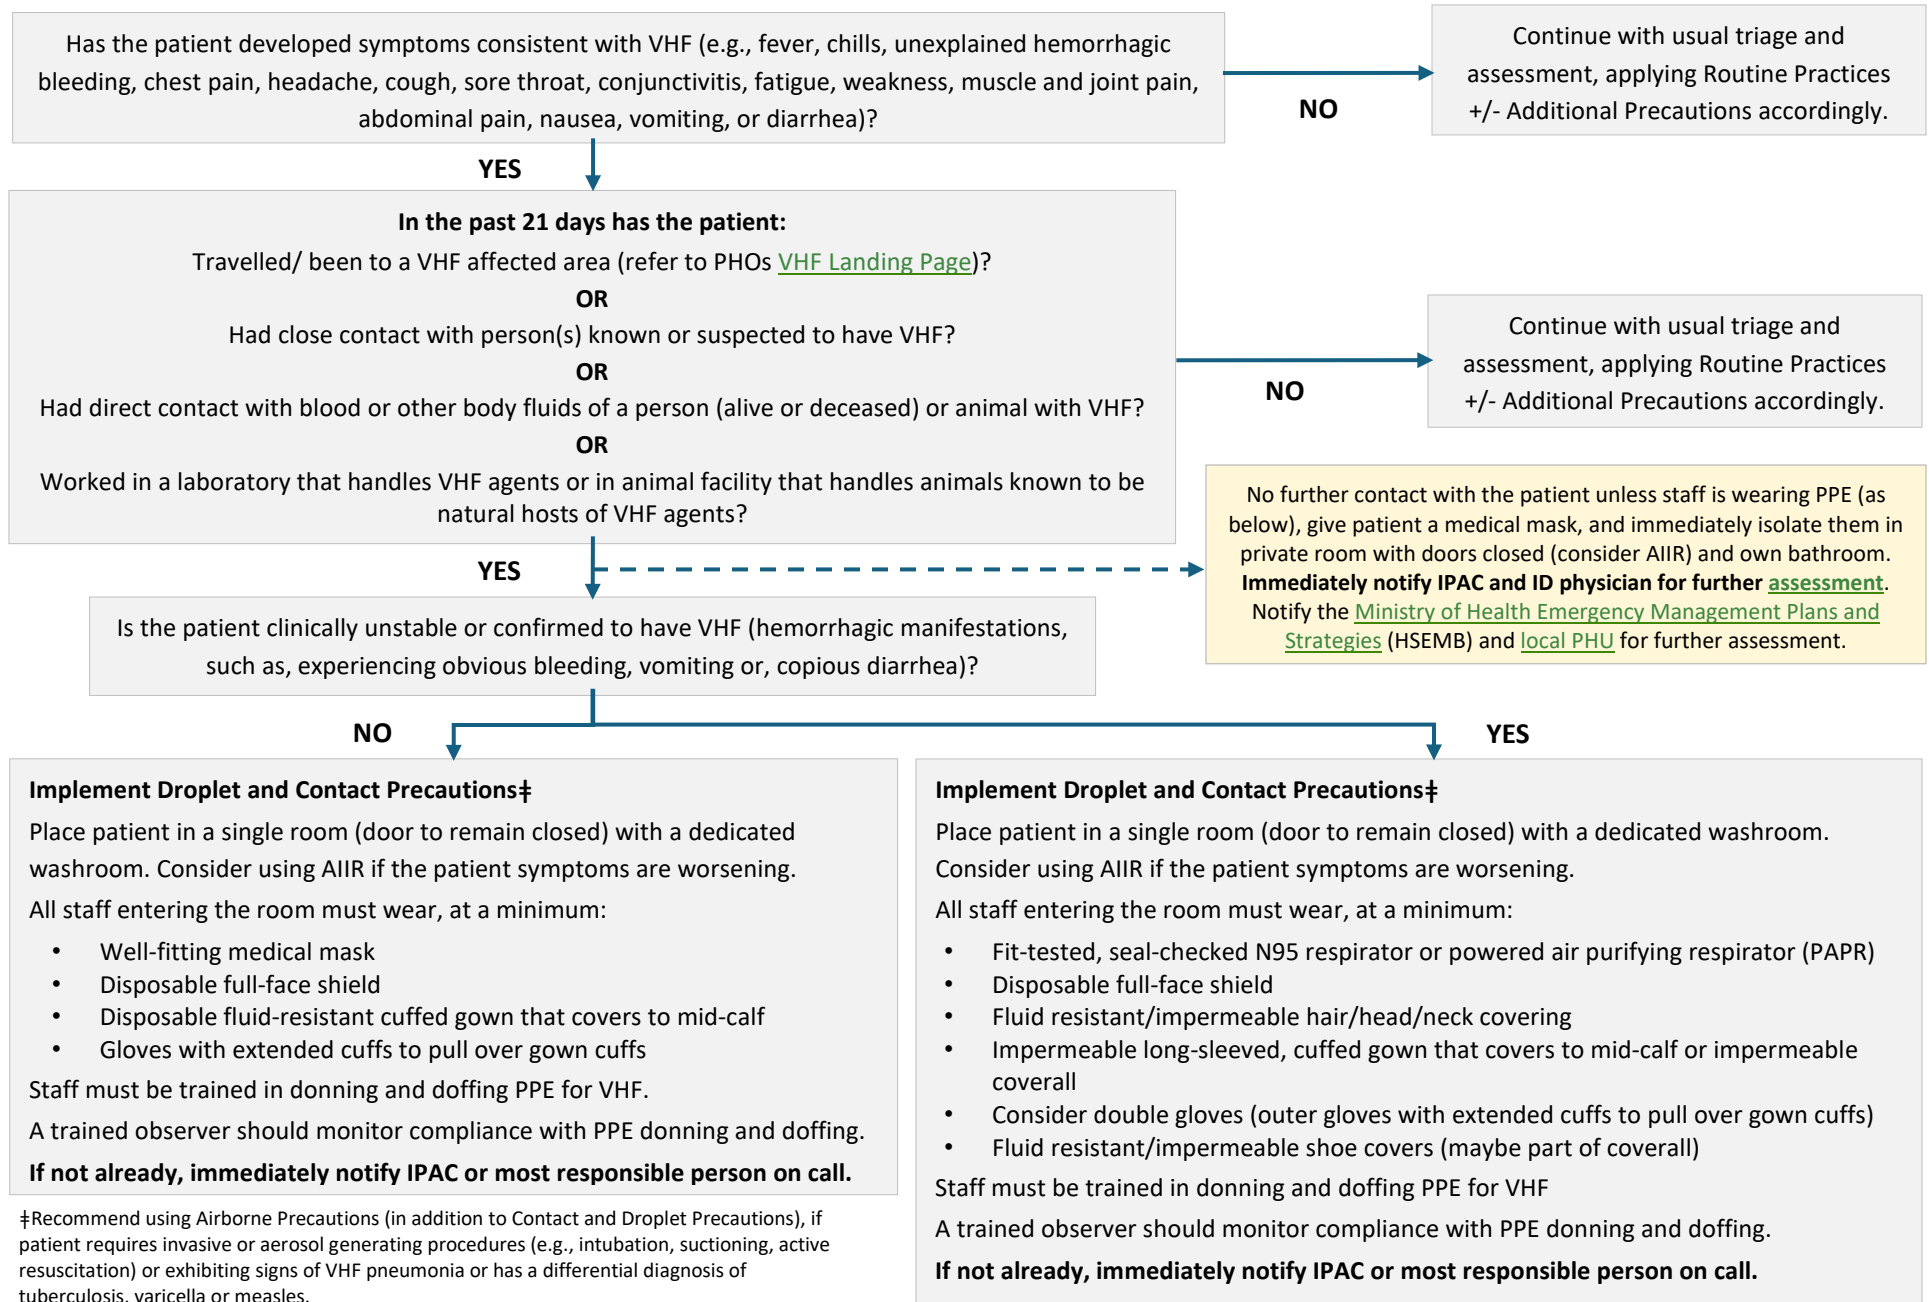 Has the patient developed symptoms consistent with VHF (e.g., fever, chills, unexplained hemorrhagic
bleeding, chest pain, headache, cough, sore throat, conjunctivitis, fatigue, weakness, muscle and joint pain,
abdominal pain, nausea, vomiting, or diarrhea)?
NO
Continue with usual triage and
assessment, applying Routine Practices
+/- Additional Precautions accordingly.
YES
In the past 21 days has the patient:
Travelled/ been to a VHF affected area (refer to PHOs VHF Landing Page)?
OR
Had close contact with person(s) known or suspected to have VHF?
OR
Had direct contact with blood or other body fluids of a person (alive or deceased) or animal with VHF?
OR
Worked in a laboratory that handles VHF agents or in animal facility that handles animals known to be
natural hosts of VHF agents?
NO
Continue with usual triage and
assessment, applying Routine Practices
+/- Additional Precautions accordingly.
YES
No further contact with the patient unless staff is wearing PPE (as
below), give patient a medical mask, and immediately isolate them in
private room with doors closed (consider AIIR) and own bathroom.
Immediately notify IPAC and ID physician for further assessment.
Notify the Ministry of Health Emergency Management Plans and
Strategies (HSEMB) and local PHU for further assessment.
Is the patient clinically unstable or confirmed to have VHF (hemorrhagic manifestations,
such as, experiencing obvious bleeding, vomiting or, copious diarrhea)?
NO
Implement Droplet and Contact Precautions‡
Place patient in a single room (door to remain closed) with a dedicated
washroom. Consider using AIIR if the patient symptoms are worsening.
All staff entering the room must wear, at a minimum:
• Well-fitting medical mask
• Disposable full-face shield
• Disposable fluid-resistant cuffed gown that covers to mid-calf
• Gloves with extended cuffs to pull over gown cuffs
Staff must be trained in donning and doffing PPE for VHF.
A trained observer should monitor compliance with PPE donning and doffing.
If not already, immediately notify IPAC or most responsible person on call.
YES
Implement Droplet and Contact Precautions‡
Place patient in a single room (door to remain closed) with a dedicated washroom.
Consider using AIIR if the patient symptoms are worsening.
All staff entering the room must wear, at a minimum:
• Fit-tested, seal-checked N95 respirator or powered air purifying respirator (PAPR)
• Disposable full-face shield
• Fluid resistant/impermeable hair/head/neck covering
• Impermeable long-sleeved, cuffed gown that covers to mid-calf or impermeable
coverall
• Consider double gloves (outer gloves with extended cuffs to pull over gown cuffs)
• Fluid resistant/impermeable shoe covers (maybe part of coverall)
Staff must be trained in donning and doffing PPE for VHF
A trained observer should monitor compliance with PPE donning and doffing.
If not already, immediately notify IPAC or most responsible person on call.
‡Recommend using Airborne Precautions (in addition to Contact and Droplet Precautions), if
patient requires invasive or aerosol generating procedures (e.g., intubation, suctioning, active
resuscitation) or exhibiting signs of VHF pneumonia or has a differential diagnosis of
tuberculosis, varicella or measles.